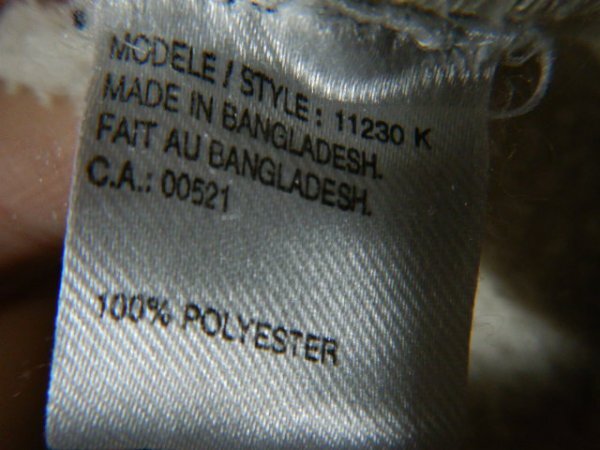 MODELE / STYLE : 11230 K
MADE IN BANGLADESH.
FAIT AU BANGLADESH.
C.A.: 00521
100% POLYESTER